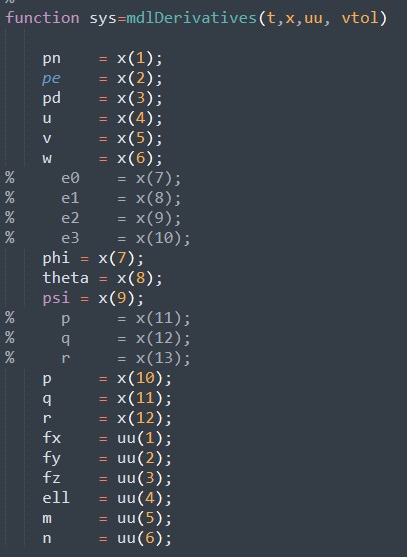 %
function sys=mdlDerivatives(t,x,uu, vtol)
pn = x(1);
pe = x(2);
pd = x(3);
u = x(4);
v = x(5);
w = x(6);
% e0 = x(7);
% e1 = x(8);
% e2 = x(9);
% e3 = x(10);
phi = x(7);
theta = x(8);
psi = x(9);
% p = x(11);
% q = x(12);
% r = x(13);
p = x(10);
q = x(11);
r = x(12);
fx = uu(1);
fy = uu(2);
fz = uu(3);
ell = uu(4);
m = uu(5);
n = uu(6);